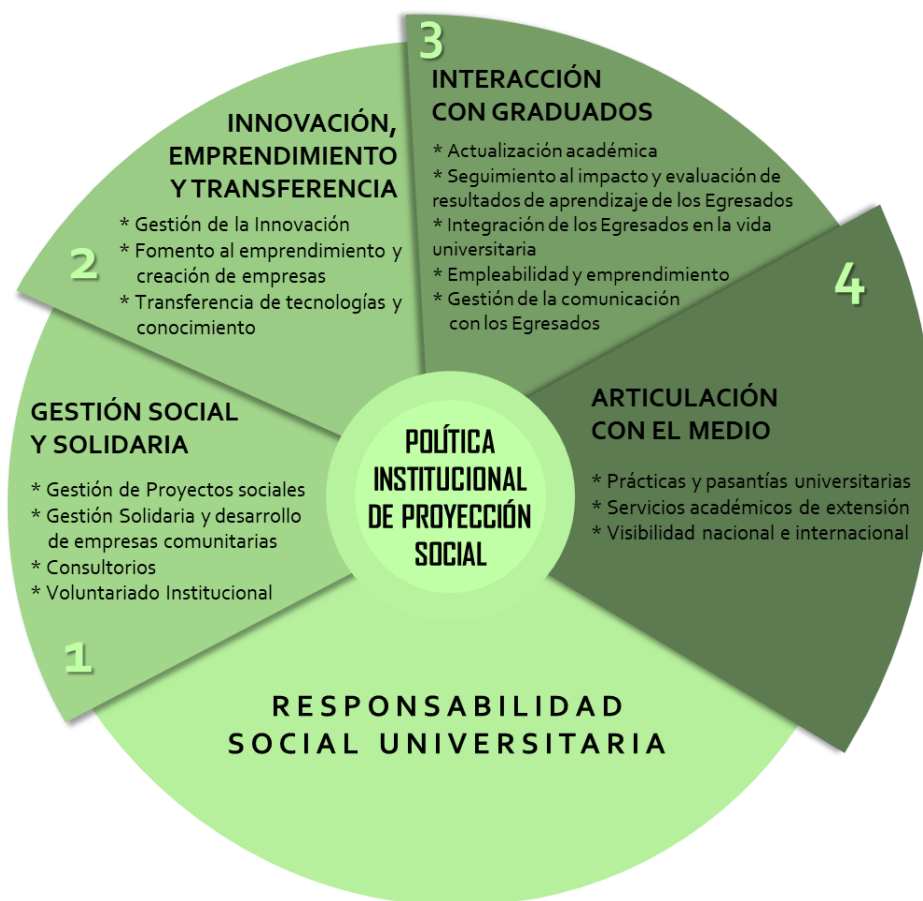 3
INTERACCIÓN
CON GRADUADOS
* Actualización académica
* Seguimiento al impacto y evaluación de
resultados de aprendizaje de los Egresados
* Integración de los Egresados en la vida
universitaria
* Empleabilidad y emprendimiento
* Gestión de la comunicación
con los Egresados
INNOVACIÓN,
EMPRENDIMIENTO
Y TRANSFERENCIA
* Gestión de la Innovación
* Fomento al emprendimiento y
creación de empresas
* Transferencia de tecnologías y
conocimiento
2
4
GESTIÓN SOCIAL
Y SOLIDARIA
* Gestión de Proyectos sociales
* Gestión Solidaria y desarrollo
de empresas comunitarias
* Consultorios
* Voluntariado Institucional
1
POLÍTICA
INSTITUCIONAL
DE PROYECCIÓN
SOCIAL
ARTICULACIÓN
CON EL MEDIO
* Prácticas y pasantías universitarias
* Servicios académicos de extensión
* Visibilidad nacional e internacional
RESPONSABILIDAD
SOCIAL UNIVERSITARIA